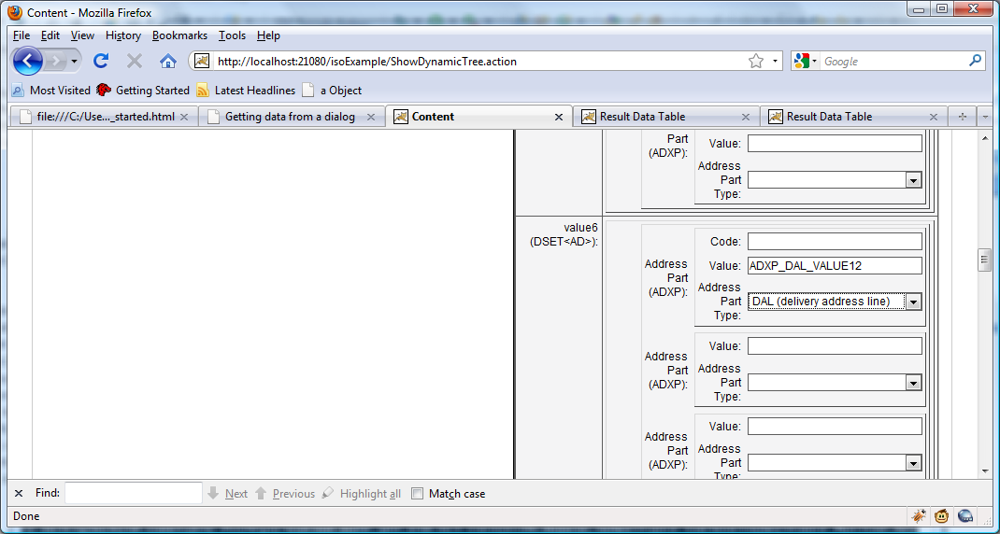 Content - Mozilla Firefox
File Edit View History Bookmarks Tools Help
http://localhost:21080/isoExample/ShowDynamicTree.action
Google
Most Visited Getting Started Latest Headlines a Object
file:///C:/Use..._started.html Getting data from a dialog Content Result Data Table Result Data Table
Part
(ADXP):
Value:
Address
Part
Type:
value6
(DSET<AD>):
Address
Part
(ADXP):
Code:
Value: ADXP_DAL_VALUE12
Address
Part
Type:
DAL (delivery address line)
Address
Part
(ADXP):
Value:
Address
Part
Type:
Address
Part
(ADXP):
Value:
Address
Part
Type:
Find: Next Previous Highlight all Match case
Done